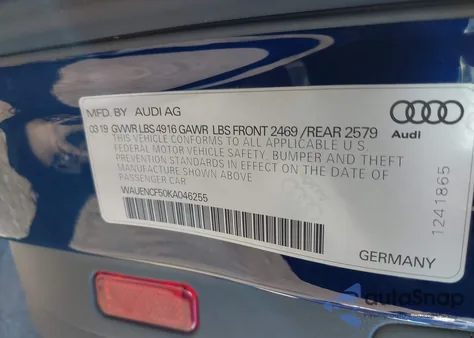 MFD. BY AUDI AG
03 19 GVWR LBS 4916 GAWR LBS FRONT 2469 /REAR 2579
THIS VEHICLE CONFORMS TO ALL APPLICABLE U.S.
FEDERAL MOTOR VEHICLE SAFETY, BUMPER AND THEFT
PREVENTION STANDARDS IN EFFECT ON THE DATE OF
MANUFACTURE SHOWN ABOVE.
PASSENGER CAR.
WAUENCF50KA046255
Audi
1241865
GERMANY
autoSnap